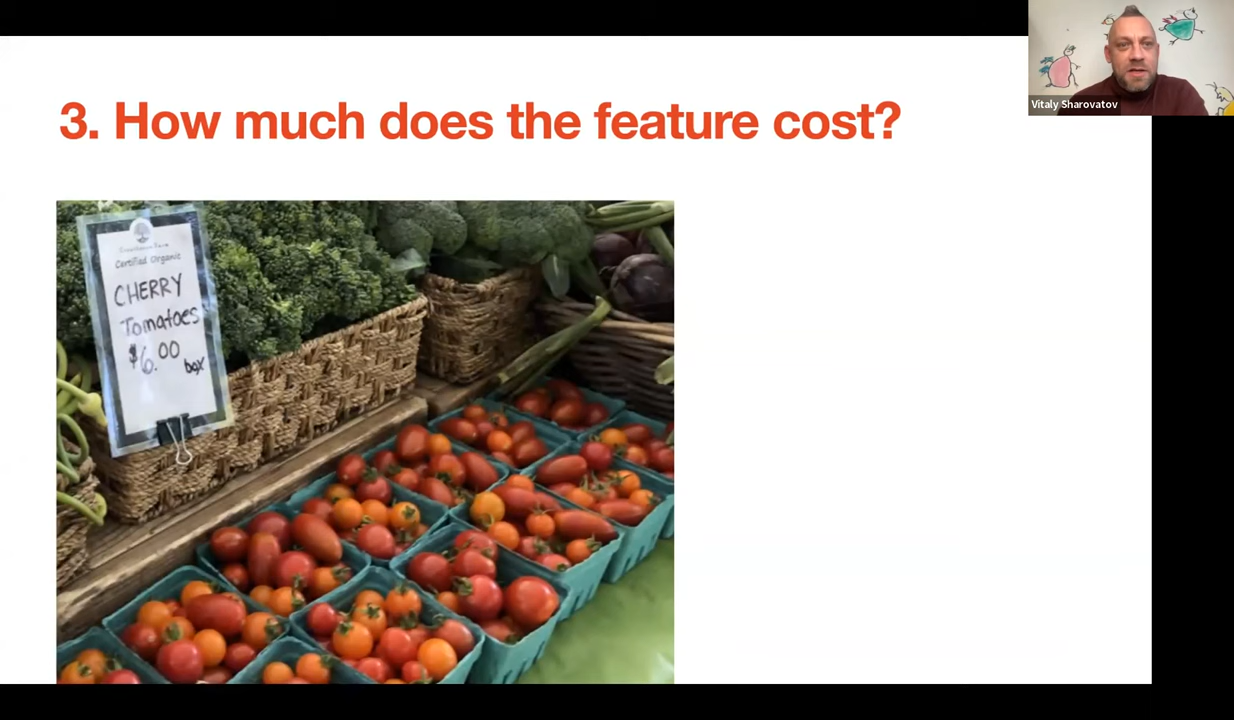 3. How much does the feature cost?
Vitaly Sharovatov
Certified Organic
CHERRY
Tomatoes
$6.00
box